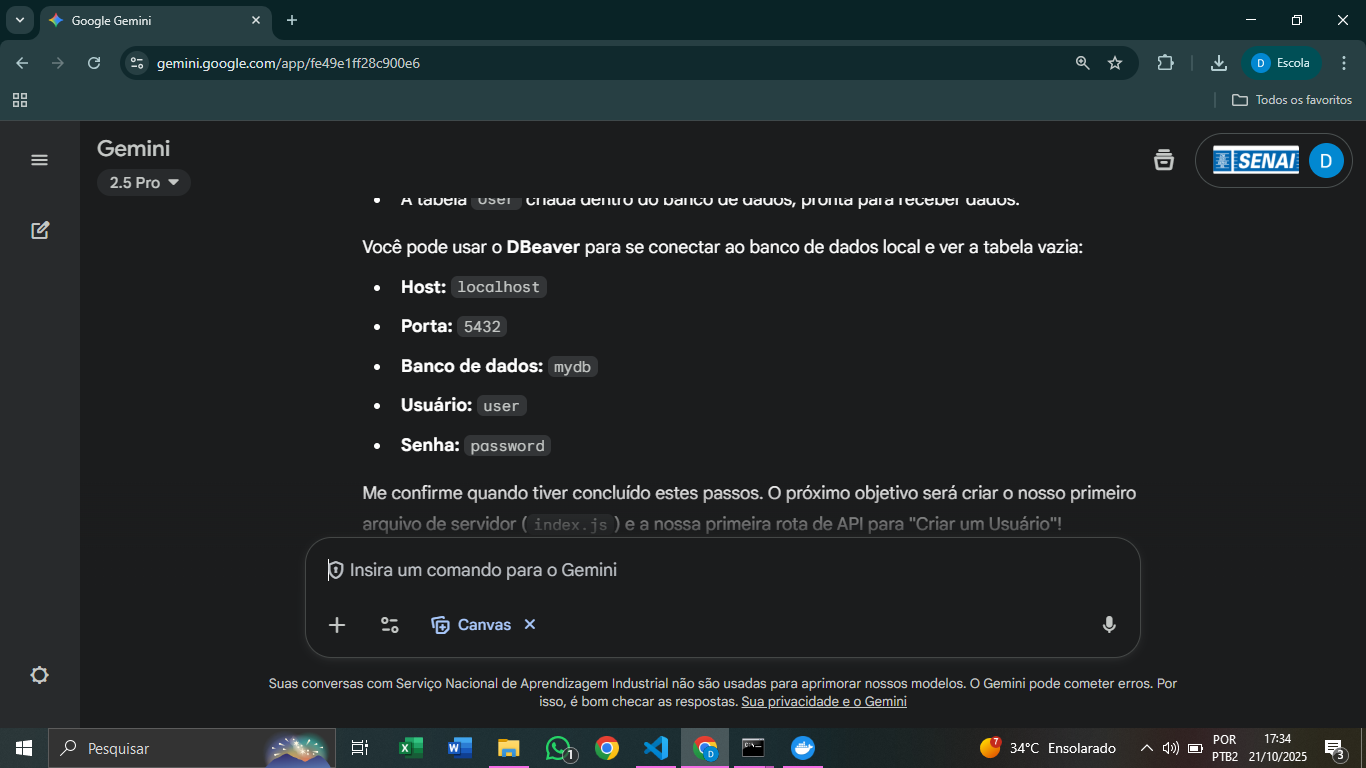 Google Gemini
gemini.google.com/app/fe49e1ff28c900e6
D Escola
Todos os favoritos
Gemini
SENAI D
2.5 Pro
A tabela user criada dentro do banco de dados, pronta para receber dados.
Você pode usar o DBeaver para se conectar ao banco de dados local e ver a tabela vazia:
Host: localhost
Porta: 5432
Banco de dados: mydb
Usuário: user
Senha: password
Me confirme quando tiver concluído estes passos. O próximo objetivo será criar o nosso primeiro
arquivo de servidor ( index.js ) e a nossa primeira rota de API para "Criar um Usuário"!
Insira um comando para o Gemini
Canvas
Suas conversas com Serviço Nacional de Aprendizagem Industrial não são usadas para aprimorar nossos modelos. O Gemini pode cometer erros. Por
isso, é bom checar as respostas. Sua privacidade e o Gemini
Pesquisar
1
D
7
34°C Ensolarado
POR
PTB2
17:34
21/10/2025
3